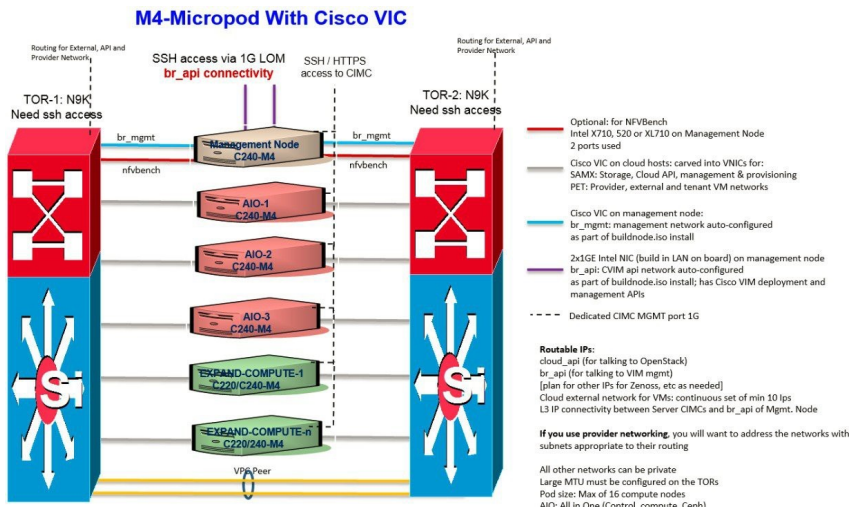 M4-Micropod With Cisco VIC
Routing for External, API and
Provider Network
SSH access via 1G LOM
br_api connectivity
SSH / HTTPS
access to CIMC
Routing for External, API and
Provider Network
TOR-1: N9K
Need ssh access
TOR-2: N9K
Need ssh access
br_mgmt
Management Node
C240-M4
br_mgmt
nfvbench
nfvbench
AIO-1
C240-M4
AIO-2
C240-M4
AIO-3
C240-M4
EXPAND-COMPUTE-1
C220/C240-M4
EXPAND-COMPUTE-n
C220/240-M4
Si
Si
VPC Peer
Optional: for NFVBench
Intel X710, 520 or XL710 on Management Node
2 ports used
Cisco VIC on cloud hosts: carved into VNICs for:
SAMX: Storage, Cloud API, management & provisioning
PET: Provider, external and tenant VM networks
Cisco VIC on management node:
br_mgmt: management network auto-configured
as part of buildnode.iso install
2x1GE Intel NIC (build in LAN on board) on management node
br_api: CVIM api network auto-configured
as part of buildnode.iso install; has Cisco VIM deployment and
management APIs
Dedicated CIMC MGMT port 1G
Routable IPs:
cloud_api (for talking to OpenStack)
br_api (for talking to VIM mgmt)
[plan for other IPs for Zenoss, etc as needed]
Cloud external network for VMs: continuous set of min 10 Ips
L3 IP connectivity between Server CIMCs and br_api of Mgmt. Node
If you use provider networking, you will want to address the networks with
subnets appropriate to their routing
All other networks can be private
Large MTU must be configured on the TORs
Pod size: Max of 16 compute nodes
AIO: All in One (Control, compute, Ceph)